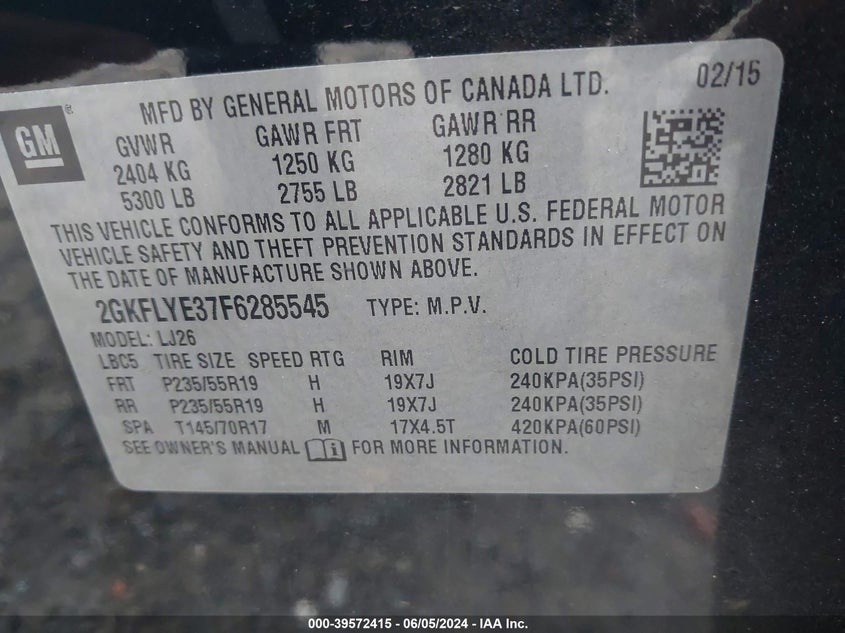 MFD BY GENERAL MOTORS OF CANADA LTD. 02/15
GM ®
GVWR GAWR FRT GAWR RR
2404 KG 1250 KG 1280 KG
5300 LB 2755 LB 2821 LB
THIS VEHICLE CONFORMS TO ALL APPLICABLE U.S. FEDERAL MOTOR
VEHICLE SAFETY AND THEFT PREVENTION STANDARDS IN EFFECT ON
THE DATE OF MANUFACTURE SHOWN ABOVE.
2GKFLYE37F6285545 TYPE: M.P.V.
MODEL: LJ26
LBC5 TIRE SIZE SPEED RTG RIM COLD TIRE PRESSURE
FRT P235/55R19 H 19X7J 240KPA(35PSI)
RR P235/55R19 H 19X7J 240KPA(35PSI)
SPA T145/70R17 M 17X4.5T 420KPA(60PSI)
SEE OWNER'S MANUAL FOR MORE INFORMATION.
000-39572415 - 06/05/2024 - IAA Inc.